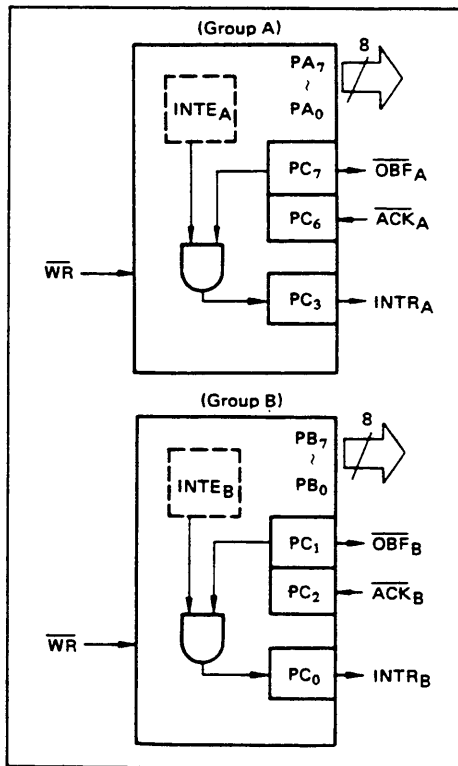 (Group A)
PA7
~
PA0
8
INTEA
PC7
OBFA
PC6
ACKA
WR
PC3
INTRA
(Group B)
PB7
~
PB0
8
INTEB
PC1
OBFB
PC2
ACKB
WR
PC0
INTRB